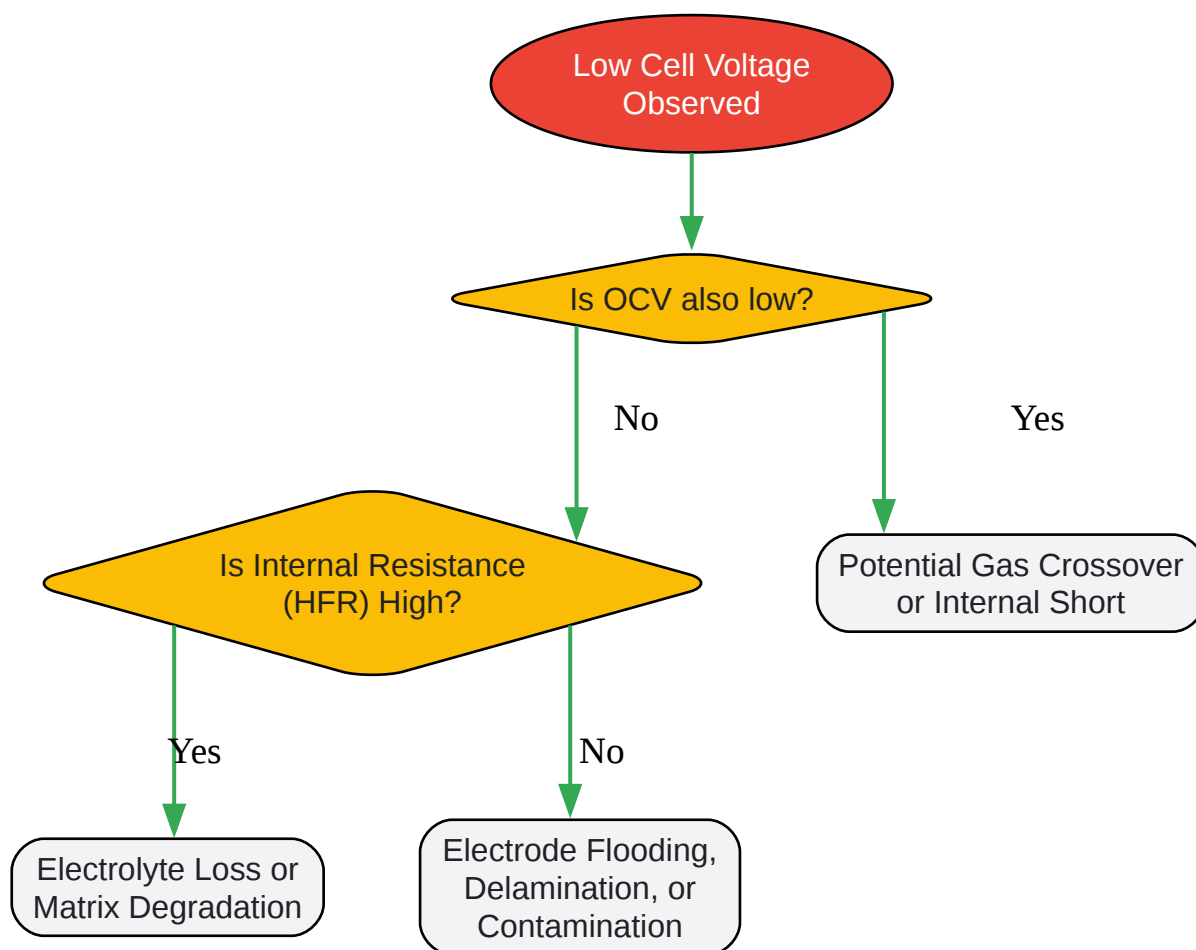 Low Cell Voltage
Observed
Is OCV also low?
No
Yes
Is Internal Resistance
(HFR) High?
Potential Gas Crossover
or Internal Short
Yes
No
Electrolyte Loss or
Matrix Degradation
Electrode Flooding,
Delamination, or
Contamination